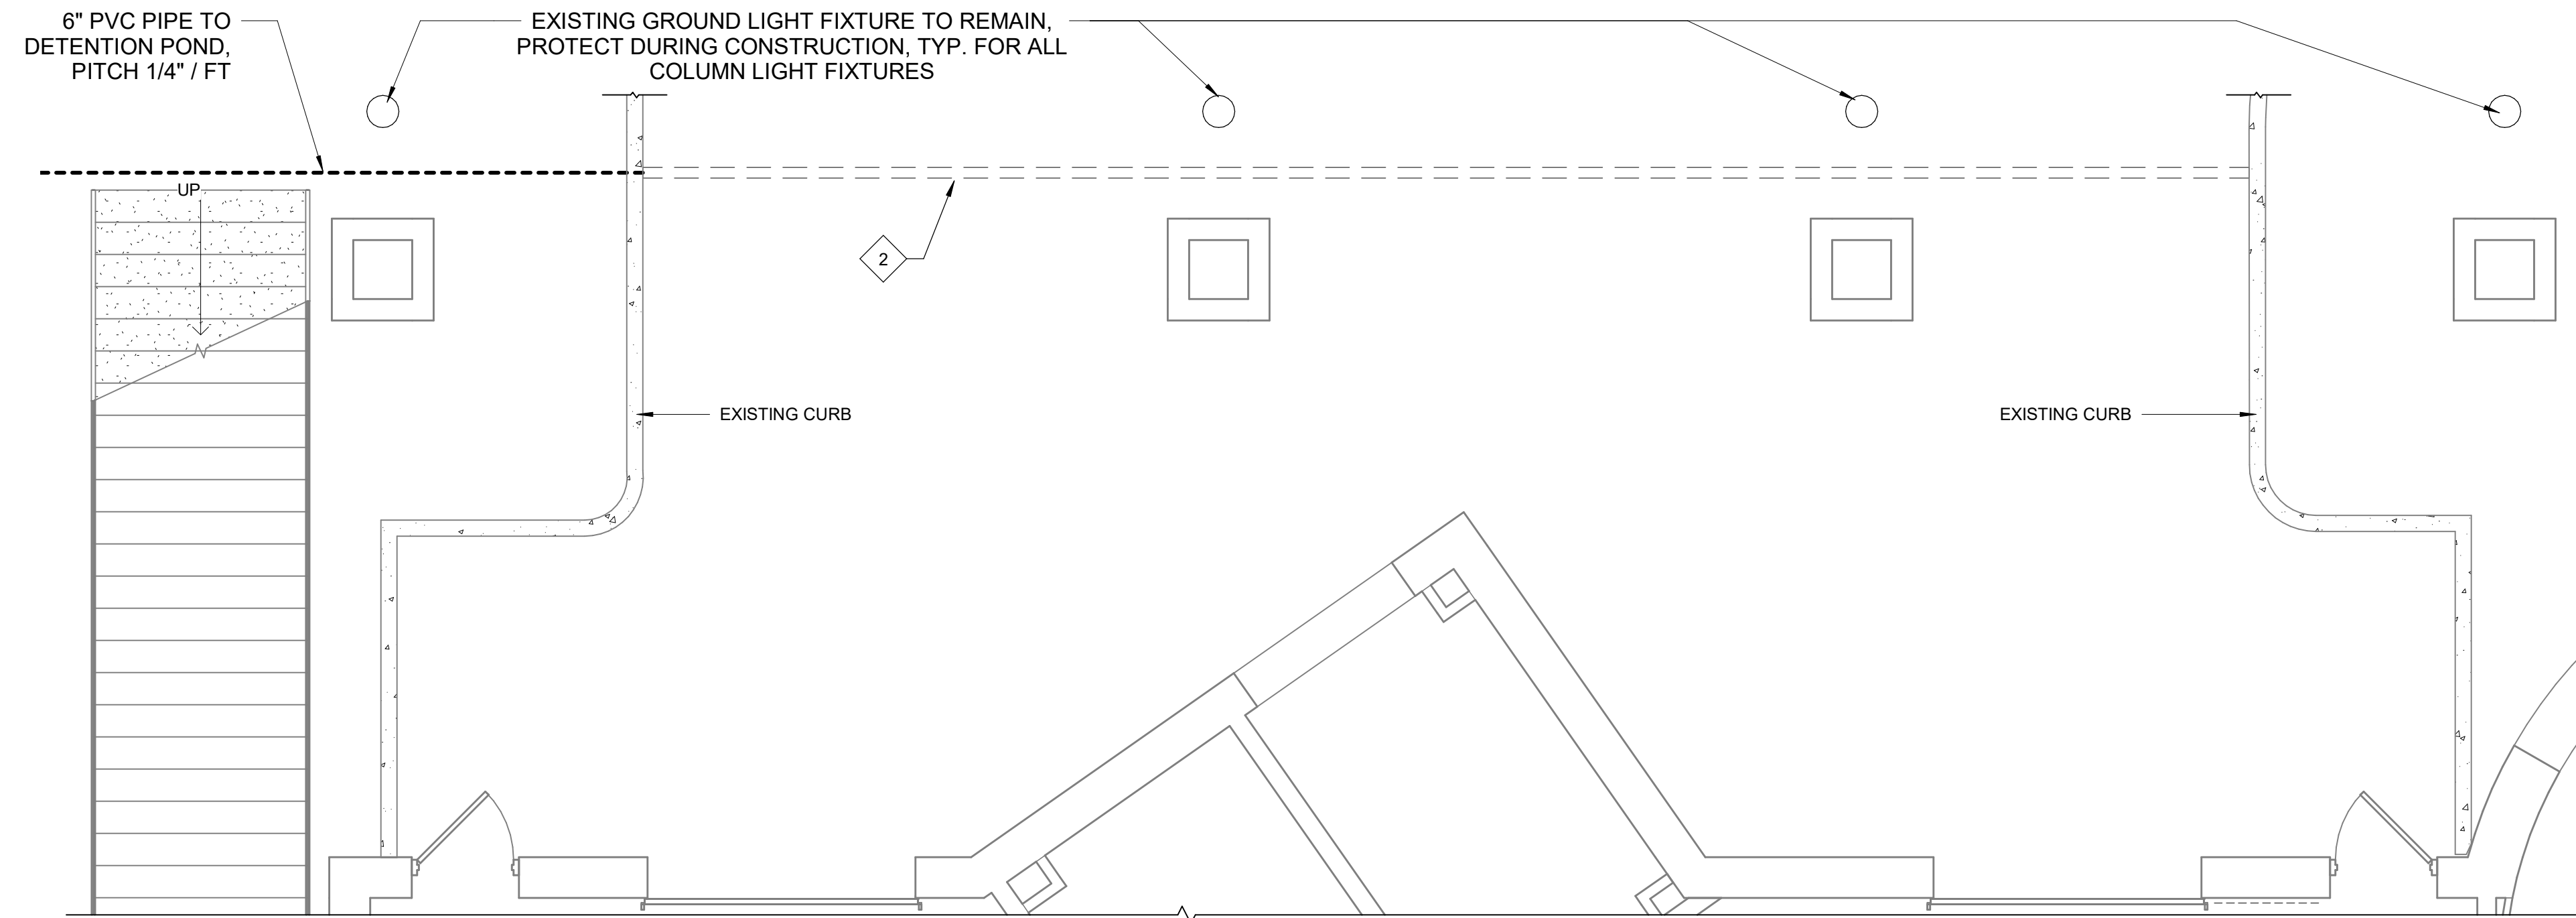 6" PVC PIPE TO
DETENTION POND,
PITCH 1/4" / FT
EXISTING GROUND LIGHT FIXTURE TO REMAIN,
PROTECT DURING CONSTRUCTION, TYP. FOR ALL
COLUMN LIGHT FIXTURES
UP
2
EXISTING CURB
EXISTING CURB